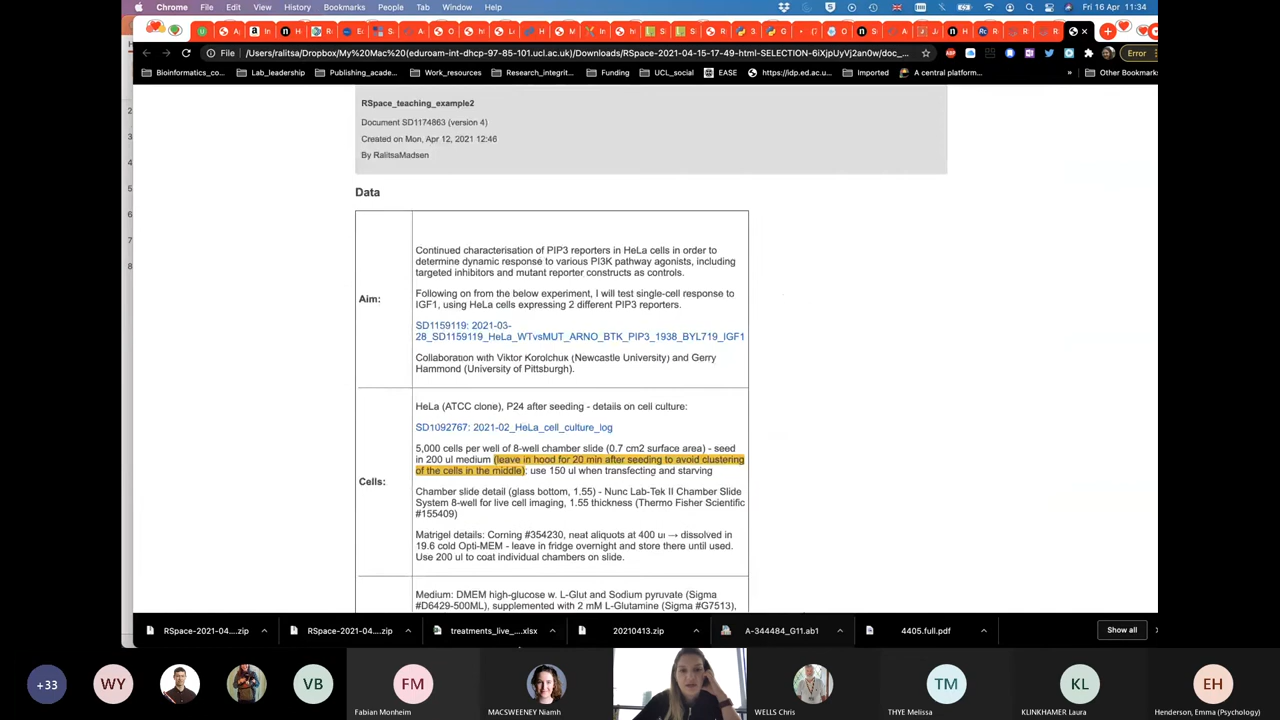 Chrome File Edit View History Bookmarks People Tab Window Help
Fri 16 Apr 11:34
File /Users/ralitsa/Dropbox/My%20Mac%20(eduroam-int-dhcp-97-85-101.ucl.ac.uk)/Downloads/RSpace-2021-04-15-17-49-html-SELECTION-6iXjpUyVj2an0w/doc_...
Error
Bioinformatics_co... Lab_leadership Publishing_acade... Work_resources Research_integrit... Funding UCL_social EASE https://idp.ed.ac.u... Imported A central platform... » Other Bookmarks
RSpace_teaching_example2
Document SD1174863 (version 4)
Created on Mon, Apr 12, 2021 12:46
By RalitsaMadsen
Data
Aim:
Continued characterisation of PIP3 reporters in HeLa cells in order to
determine dynamic response to various PI3K pathway agonists, including
targeted inhibitors and mutant reporter constructs as controls.
Following on from the below experiment, I will test single-cell response to
IGF1, using HeLa cells expressing 2 different PIP3 reporters.
SD1159119: 2021-03-
28_SD1159119_HeLa_WTvsMUT_ARNO_BTK_PIP3_1938_BYL719_IGF1
Collaboration with Viktor Korolchuk (Newcastle University) and Gerry
Hammond (University of Pittsburgh).
Cells:
HeLa (ATCC clone), P24 after seeding - details on cell culture:
SD1092767: 2021-02_HeLa_cell_culture_log
5,000 cells per well of 8-well chamber slide (0.7 cm2 surface area) - seed
in 200 ul medium (leave in hood for 20 min after seeding to avoid clustering
of the cells in the middle); use 150 ul when transfecting and starving
Chamber slide detail (glass bottom, 1.55) - Nunc Lab-Tek II Chamber Slide
System 8-well for live cell imaging, 1.55 thickness (Thermo Fisher Scientific
#155409)
Matrigel details: Corning #354230, neat aliquots at 400 ul → dissolved in
19.6 cold Opti-MEM - leave in fridge overnight and store there until used.
Use 200 ul to coat individual chambers on slide.
Medium: DMEM high-glucose w. L-Glut and Sodium pyruvate (Sigma
#D6429-500ML), supplemented with 2 mM L-Glutamine (Sigma #G7513),
RSpace-2021-04....zip RSpace-2021-04....zip treatments_live_....xlsx 20210413.zip A-344484_G11.ab1 4405.full.pdf Show all
+33 WY VB FM TM KL EH
Fabian Monheim MACSWEENEY Niamh WELLS Chris THYE Melissa KLINKHAMER Laura Henderson, Emma (Psychology)